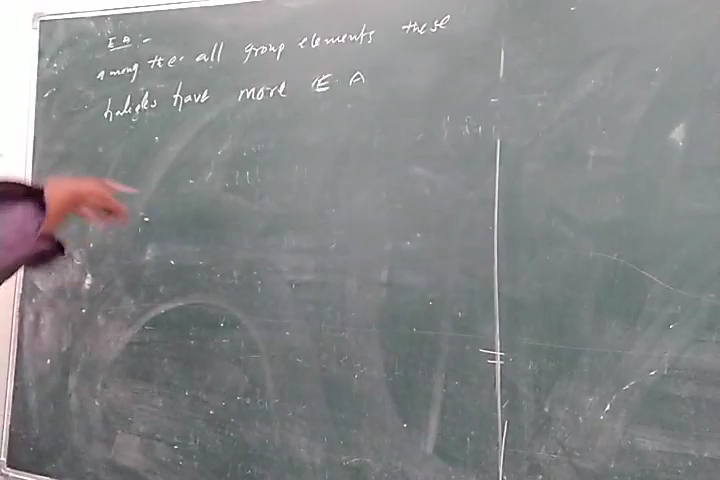 E A :-
among the all group elements these
halides have more E A